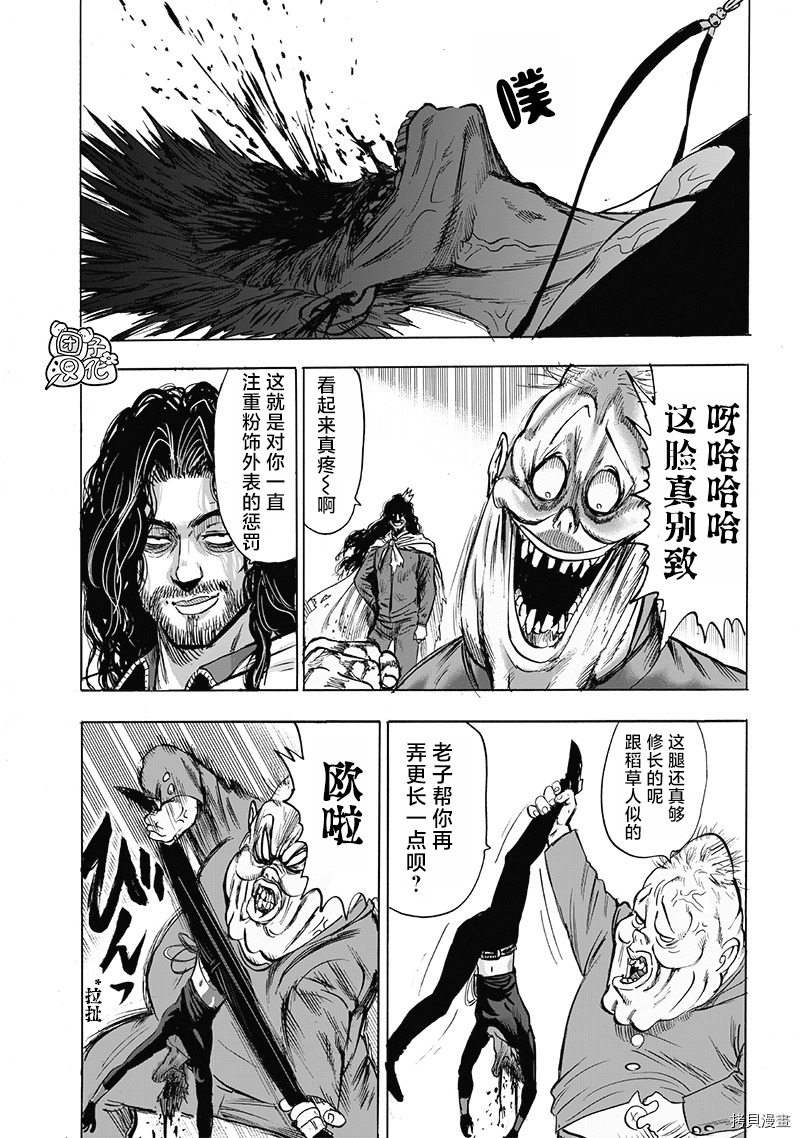 噗
呀哈哈哈
这脸真别致
看起来真疼～啊
这就是对你一直
注重粉饰外表的惩罚
这腿还真够
修长的呢
跟稻草人似的
老子帮你再
弄更长一点呗？
欧啦
びんっ
*拉扯
团子汉化
拷貝漫畫